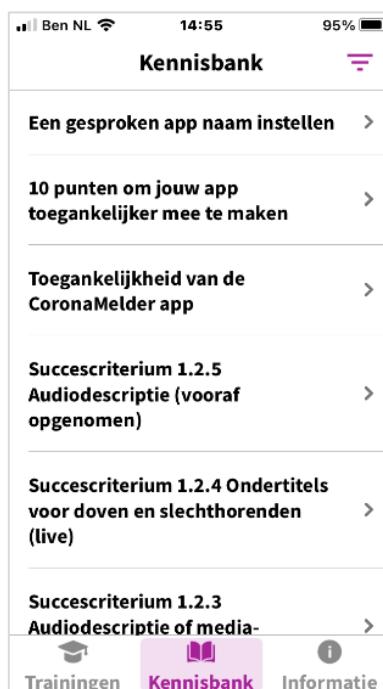 Ben NL 14:55 95%
Kennisbank
Een gesproken app naam instellen
10 punten om jouw app
toegankelijker mee te maken
Toegankelijkheid van de
CoronaMelder app
Succescriterium 1.2.5
Audiodescriptie (vooraf
opgenomen)
Succescriterium 1.2.4 Ondertitels
voor doven en slechthorenden
(live)
Succescriterium 1.2.3
Audiodescriptie of media-
Trainingen Kennisbank Informatie